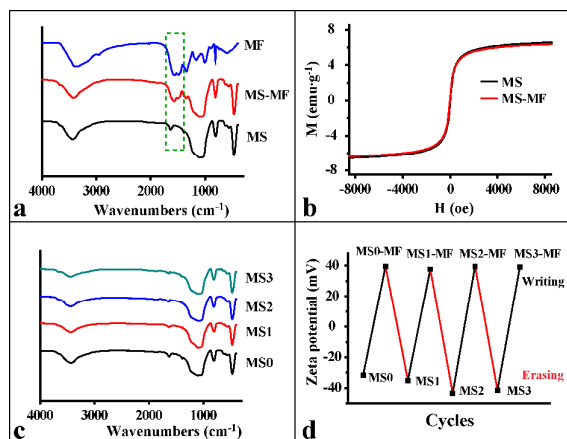 MF
MS-MF
MS
4000 3000 2000 1000
Wavenumbers (cm-1)
a
M (emu·g-1)
8
4
0
-4
-8
MS
MS-MF
-8000 -4000 0 4000 8000
H (oe)
b
MS3
MS2
MS1
MS0
4000 3000 2000 1000
Wavenumbers (cm-1)
c
Zeta potential (mV)
MS0-MF MS1-MF MS2-MF MS3-MF
40
20
0
-20
-40
Writing
Erasing
MS0 MS1 MS2 MS3
Cycles
d